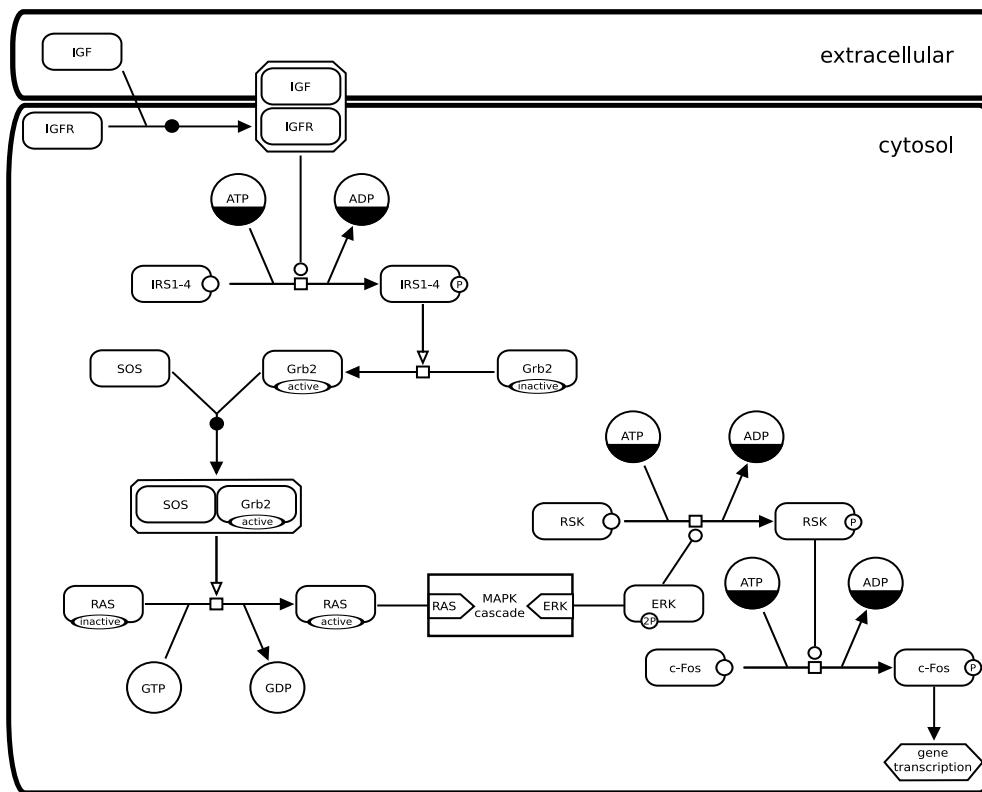 extracellular
IGF
IGF
IGFR
IGFR
cytosol
ATP
ADP
IRS1-4
IRS1-4
P
SOS
Grb2
active
Grb2
inactive
ATP
ADP
SOS
Grb2
active
RSK
RSK
P
ATP
ADP
RAS
inactive
RAS
active
RAS
MAPK
cascade
ERK
ERK
2P
GTP
GDP
c-Fos
c-Fos
P
gene
transcription